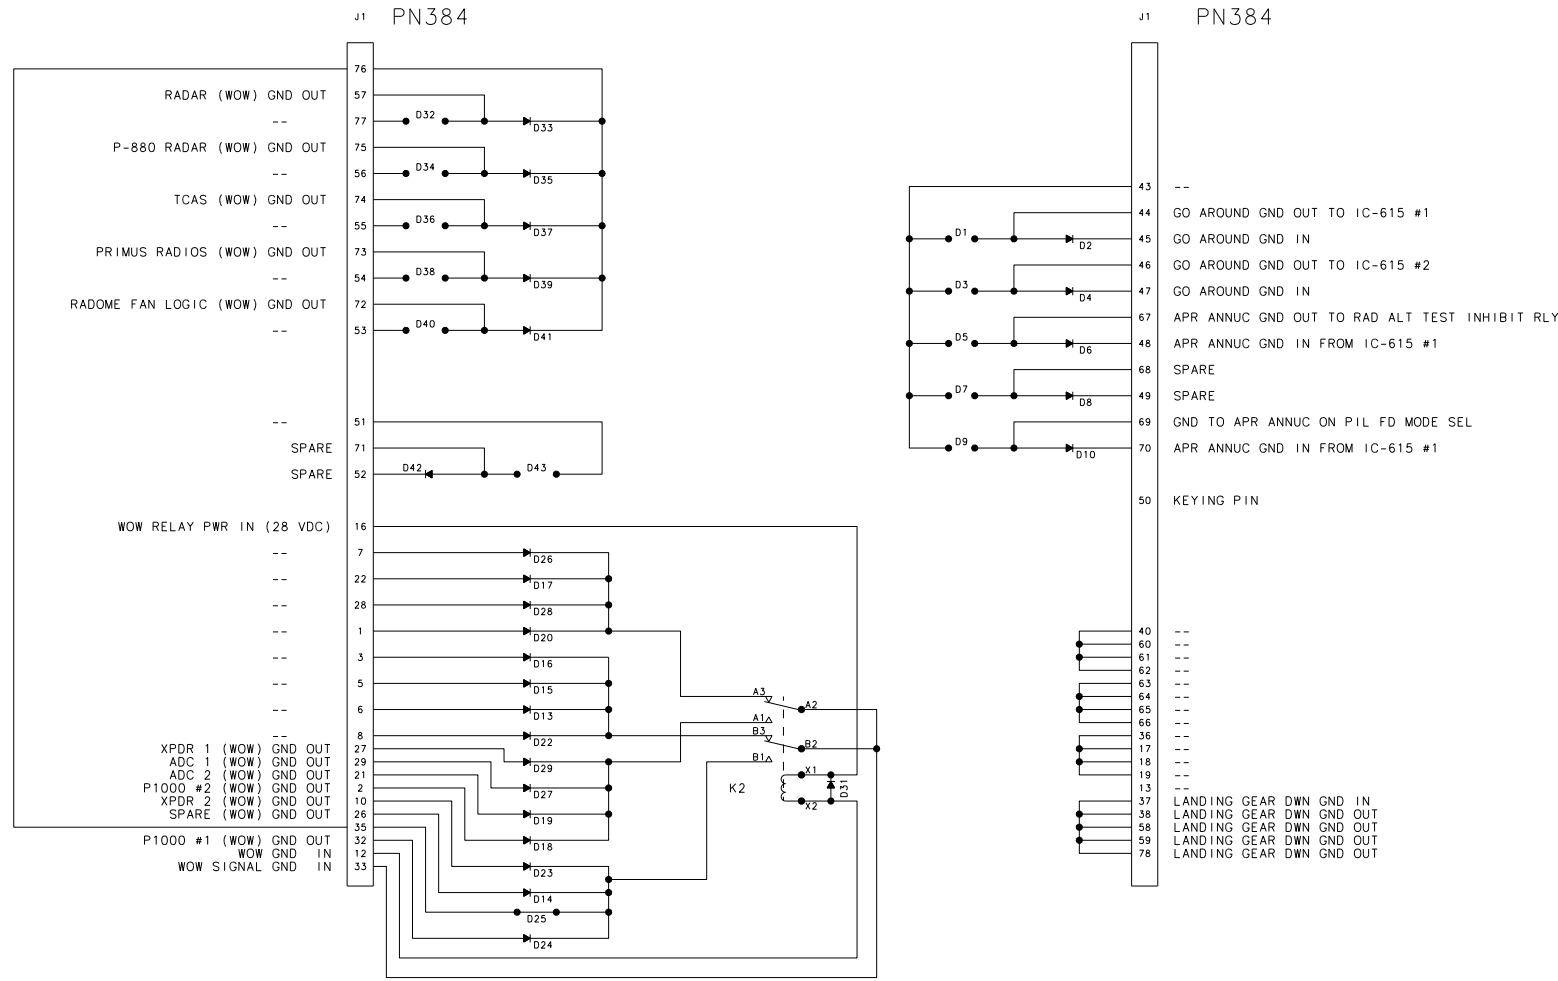 J1 PN384
76
RADAR (WOW) GND OUT 57
-- 77 D32 D33
P-880 RADAR (WOW) GND OUT 75
-- 56 D34 D35
TCAS (WOW) GND OUT 74
-- 55 D36 D37
PRIMUS RADIOS (WOW) GND OUT 73
-- 54 D38 D39
RADOME FAN LOGIC (WOW) GND OUT 72
-- 53 D40 D41
-- 51
SPARE 71
SPARE 52 D42 D43
WOW RELAY PWR IN (28 VDC) 16
-- 7 D26
-- 22 D17
-- 28 D28
-- 1 D20
-- 3 D16
-- 5 D15
-- 6 D13
-- 8 D22
XPDR 1 (WOW) GND OUT 27 D29
ADC 1 (WOW) GND OUT 29 D27
ADC 2 (WOW) GND OUT 21 D19
P1000 #2 (WOW) GND OUT 2 D18
XPDR 2 (WOW) GND OUT 10 D23
SPARE (WOW) GND OUT 26 D14
35 D25
P1000 #1 (WOW) GND OUT 32 D24
WOW GND IN 12
WOW SIGNAL GND IN 33
A3 A2
A1
B3 B2
B1
K2 X1 D31
X2
J1 PN384
43 --
44 GO AROUND GND OUT TO IC-615 #1
D1 D2 45 GO AROUND GND IN
46 GO AROUND GND OUT TO IC-615 #2
D3 D4 47 GO AROUND GND IN
67 APR ANNUC GND OUT TO RAD ALT TEST INHIBIT RLY
D5 D6 48 APR ANNUC GND IN FROM IC-615 #1
68 SPARE
D7 D8 49 SPARE
69 GND TO APR ANNUC ON PIL FD MODE SEL
D9 D10 70 APR ANNUC GND IN FROM IC-615 #1
50 KEYING PIN
40 --
60 --
61 --
62 --
63 --
64 --
65 --
66 --
36 --
17 --
18 --
19 --
13 --
37 LANDING GEAR DWN GND IN
38 LANDING GEAR DWN GND OUT
58 LANDING GEAR DWN GND OUT
59 LANDING GEAR DWN GND OUT
78 LANDING GEAR DWN GND OUT